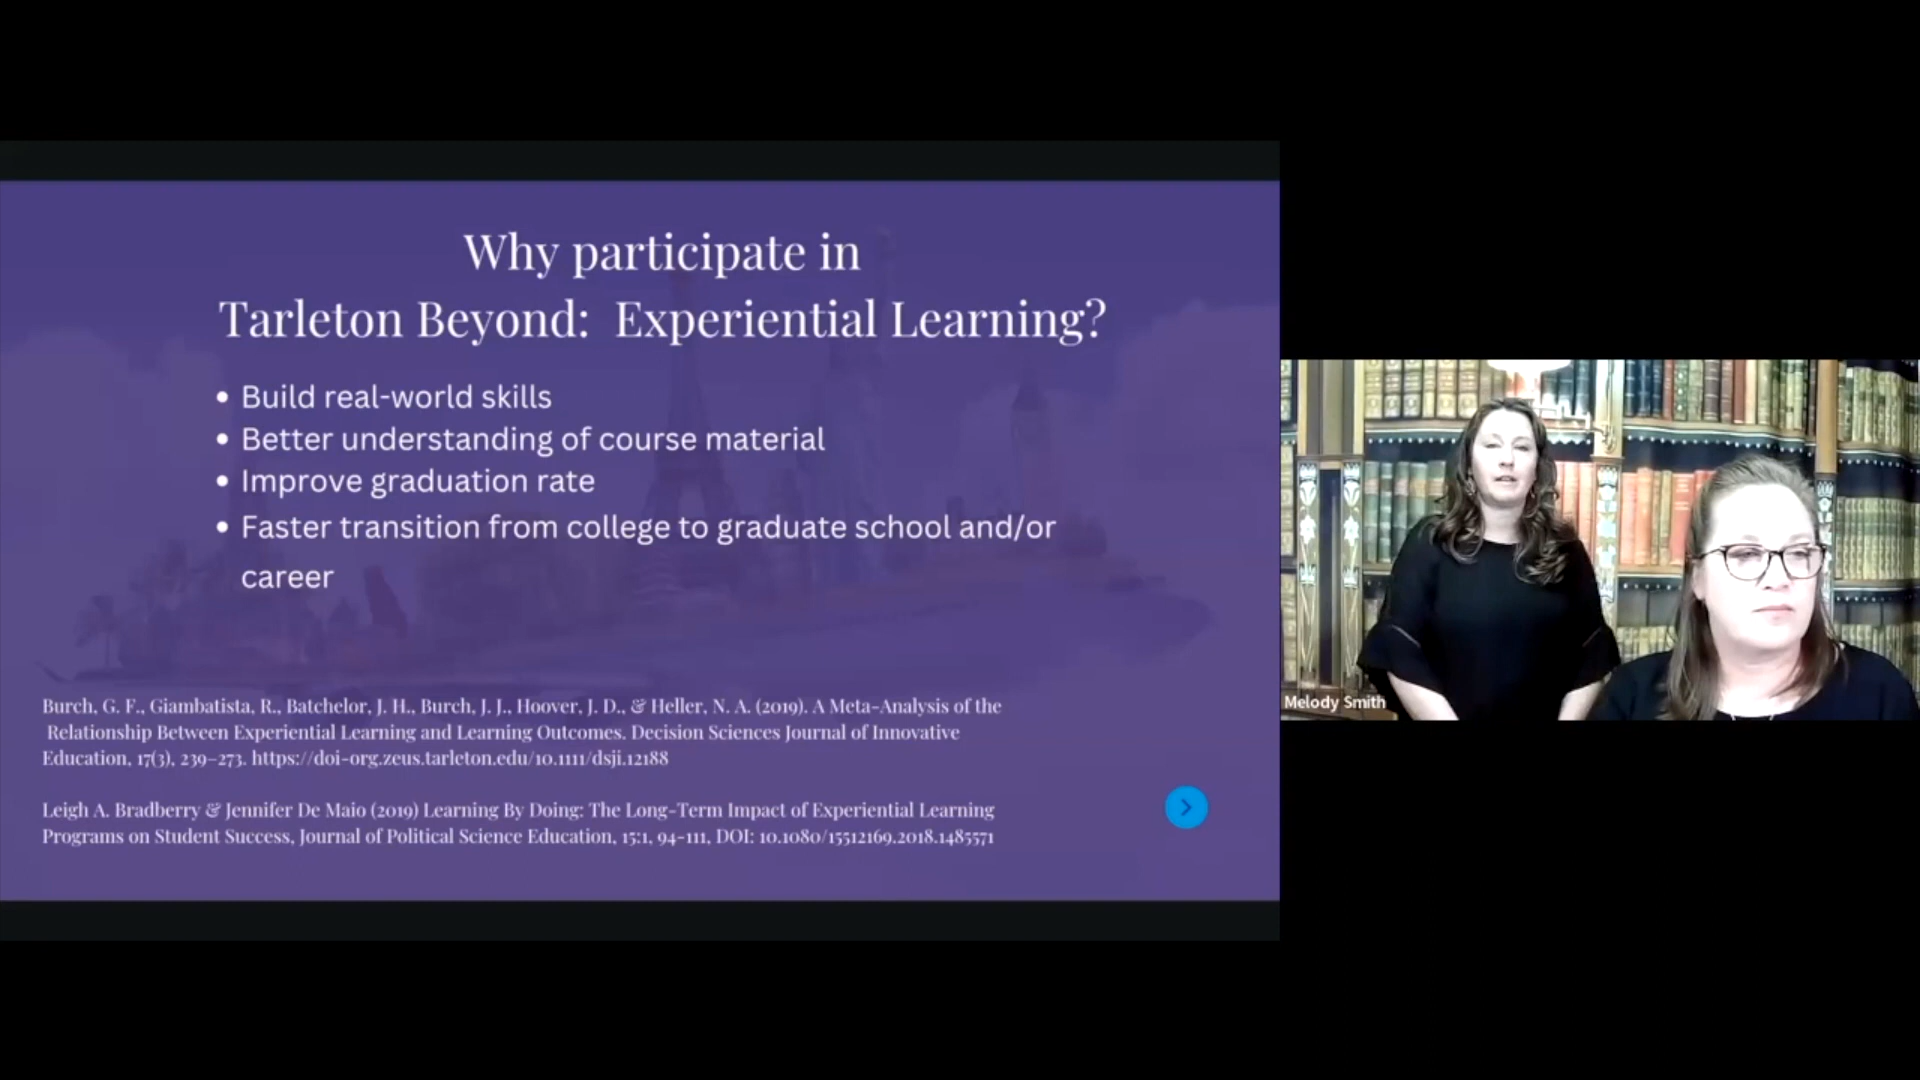 Why participate in
Tarleton Beyond: Experiential Learning?
• Build real-world skills
• Better understanding of course material
• Improve graduation rate
• Faster transition from college to graduate school and/or
career
Burch, G. F., Giambatista, R., Batchelor, J. H., Burch, J. J., Hoover, J. D., & Heller, N. A. (2019). A Meta-Analysis of the
Relationship Between Experiential Learning and Learning Outcomes. Decision Sciences Journal of Innovative
Education, 17(3), 239–273. https://doi-org.zeus.tarleton.edu/10.1111/dsji.12188
Leigh A. Bradberry & Jennifer De Maio (2019) Learning By Doing: The Long-Term Impact of Experiential Learning
Programs on Student Success, Journal of Political Science Education, 15:1, 94-111, DOI: 10.1080/15512169.2018.1485571
Melody Smith